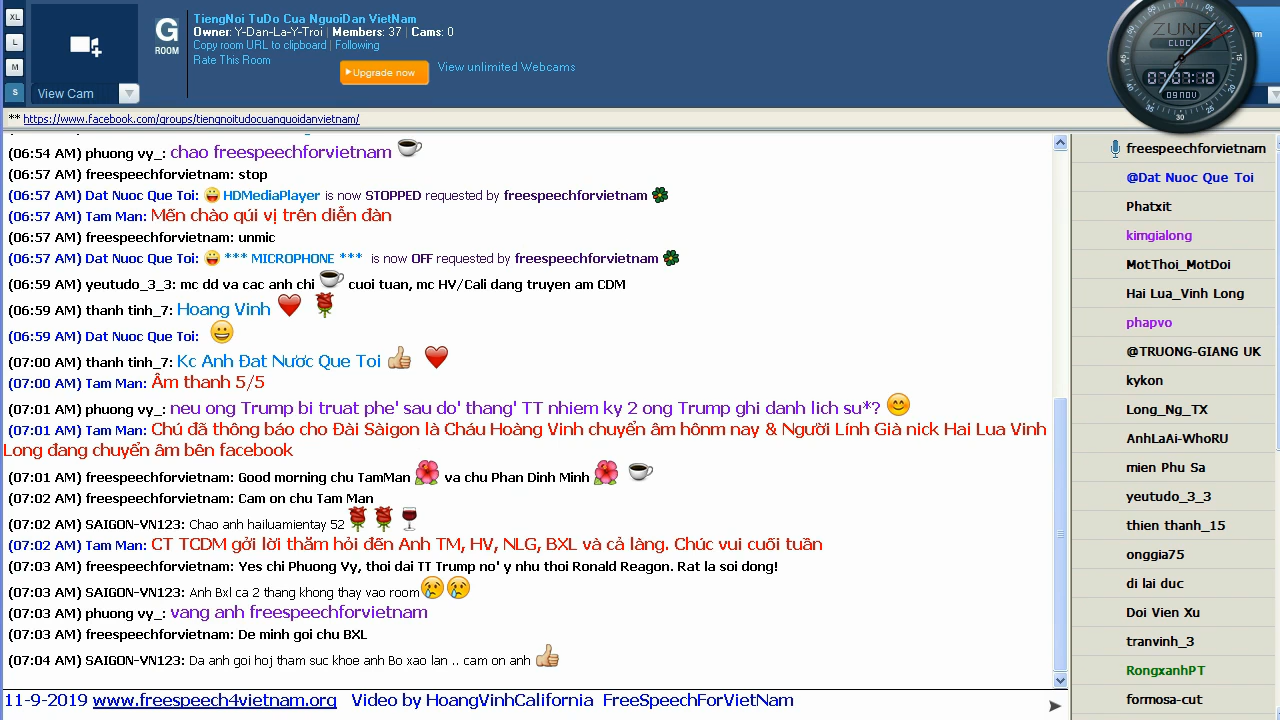 XL
L
M
S
View Cam
G
ROOM
TiengNoi TuDo Cua NguoiDan VietNam
Owner: Y-Dan-La-Y-Troi | Members: 37 | Cams: 0
Copy room URL to clipboard | Following
Rate This Room
Upgrade now
View unlimited Webcams
ZUNE
CLOCK
07:07:10
09 NOV
** https://www.facebook.com/groups/tiengnoitudocuanguoidanvietnam/
(06:54 AM) phuong vy_: chao freespeechforvietnam
(06:57 AM) freespeechforvietnam: stop
(06:57 AM) Dat Nuoc Que Toi: HDMediaPlayer is now STOPPED requested by freespeechforvietnam
(06:57 AM) Tam Man: Mến chào qúi vị trên diễn đàn
(06:57 AM) freespeechforvietnam: unmic
(06:57 AM) Dat Nuoc Que Toi: *** MICROPHONE *** is now OFF requested by freespeechforvietnam
(06:59 AM) yeutudo_3_3: mc dd va cac anh chi cuoi tuan, mc HV/Cali dang truyen am CDM
(06:59 AM) thanh tinh_7: Hoang Vinh
(06:59 AM) Dat Nuoc Que Toi:
(07:00 AM) thanh tinh_7: Kc Anh Đat Nước Que Toi
(07:00 AM) Tam Man: Âm thanh 5/5
(07:01 AM) phuong vy_: neu ong Trump bi truat phe' sau do' thang' TT nhiem ky 2 ong Trump ghi danh lich su*?
(07:01 AM) Tam Man: Chú đã thông báo cho Đài Sàigon là Cháu Hoàng Vinh chuyển âm hônm nay & Người Lính Già nick Hai Lua Vinh
Long đang chuyển âm bên facebook
(07:01 AM) freespeechforvietnam: Good morning chu TamMan va chu Phan Dinh Minh
(07:02 AM) freespeechforvietnam: Cam on chu Tam Man
(07:02 AM) SAIGON-VN123: Chao anh hailuamientay 52
(07:02 AM) Tam Man: CT TCDM gởi lời thăm hỏi đến Anh TM, HV, NLG, BXL và cả làng. Chúc vui cuối tuần
(07:03 AM) freespeechforvietnam: Yes chi Phuong Vy, thoi dai TT Trump no' y nhu thoi Ronald Reagon. Rat la soi dong!
(07:03 AM) SAIGON-VN123: Anh Bxl ca 2 thang khong thay vao room
(07:03 AM) phuong vy_: vang anh freespeechforvietnam
(07:03 AM) freespeechforvietnam: De minh goi chu BXL
(07:04 AM) SAIGON-VN123: Da anh goi hoj tham suc khoe anh Bo xao lan .. cam on anh
11-9-2019 www.freespeech4vietnam.org Video by HoangVinhCalifornia FreeSpeechForVietNam
freespeechforvietnam
@Dat Nuoc Que Toi
Phatxit
kimgialong
MotThoi_MotDoi
Hai Lua_Vinh Long
phapvo
@TRUONG-GIANG UK
kykon
Long_Ng_TX
AnhLaAi-WhoRU
mien Phu Sa
yeutudo_3_3
thien thanh_15
onggia75
di lai duc
Doi Vien Xu
tranvinh_3
RongxanhPT
formosa-cut